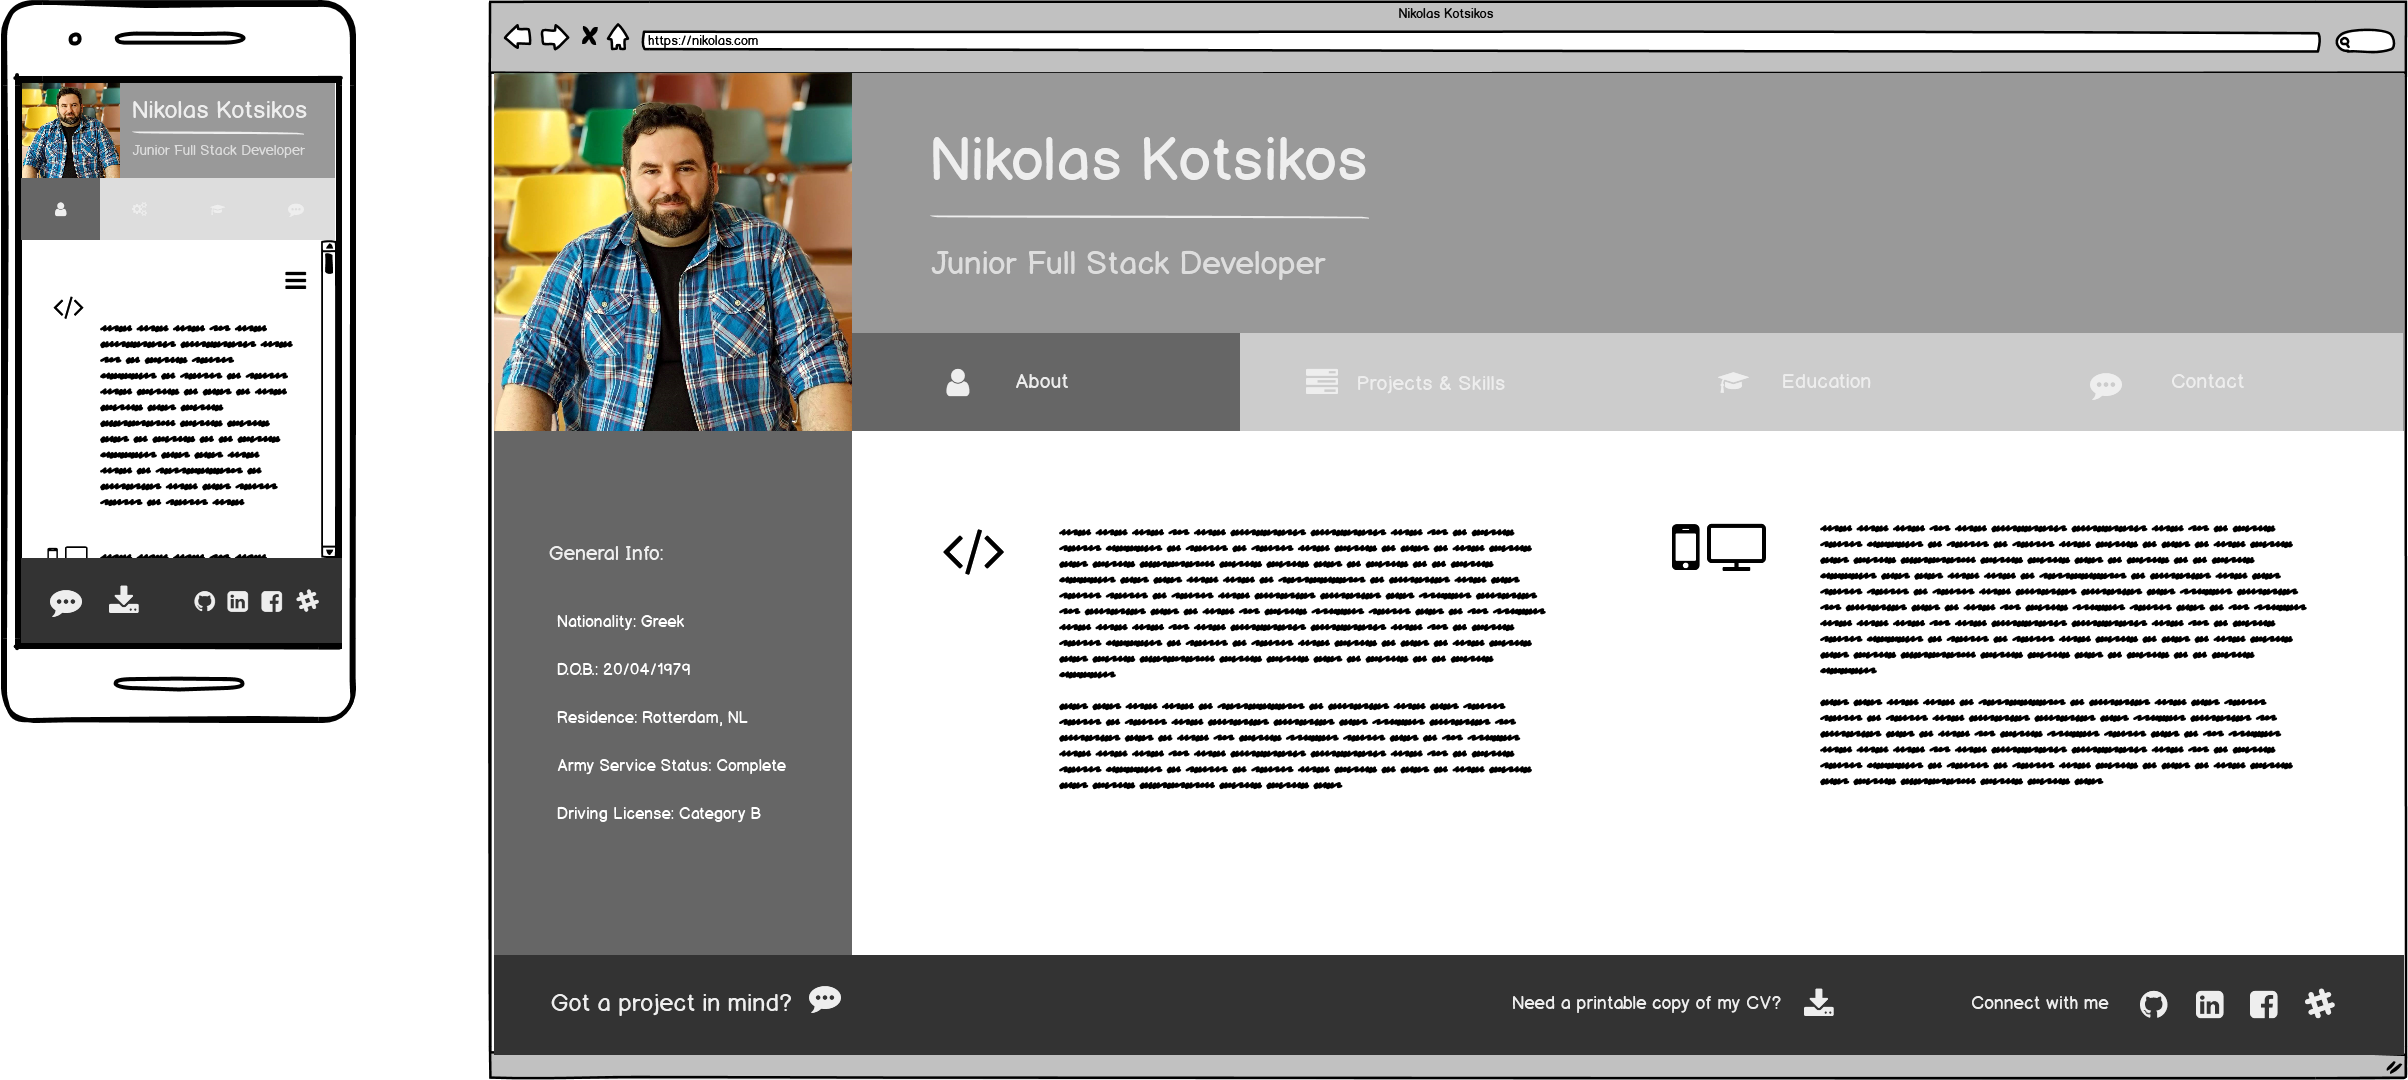 Nikolas Kotsikos
Junior Full Stack Developer
Nikolas Kotsikos
https://nikolas.com
Nikolas Kotsikos
Junior Full Stack Developer
About
Projects & Skills
Education
Contact
General Info:
Nationality: Greek
D.O.B.: 20/04/1979
Residence: Rotterdam, NL
Army Service Status: Complete
Driving License: Category B
Got a project in mind?
Need a printable copy of my CV?
Connect with me